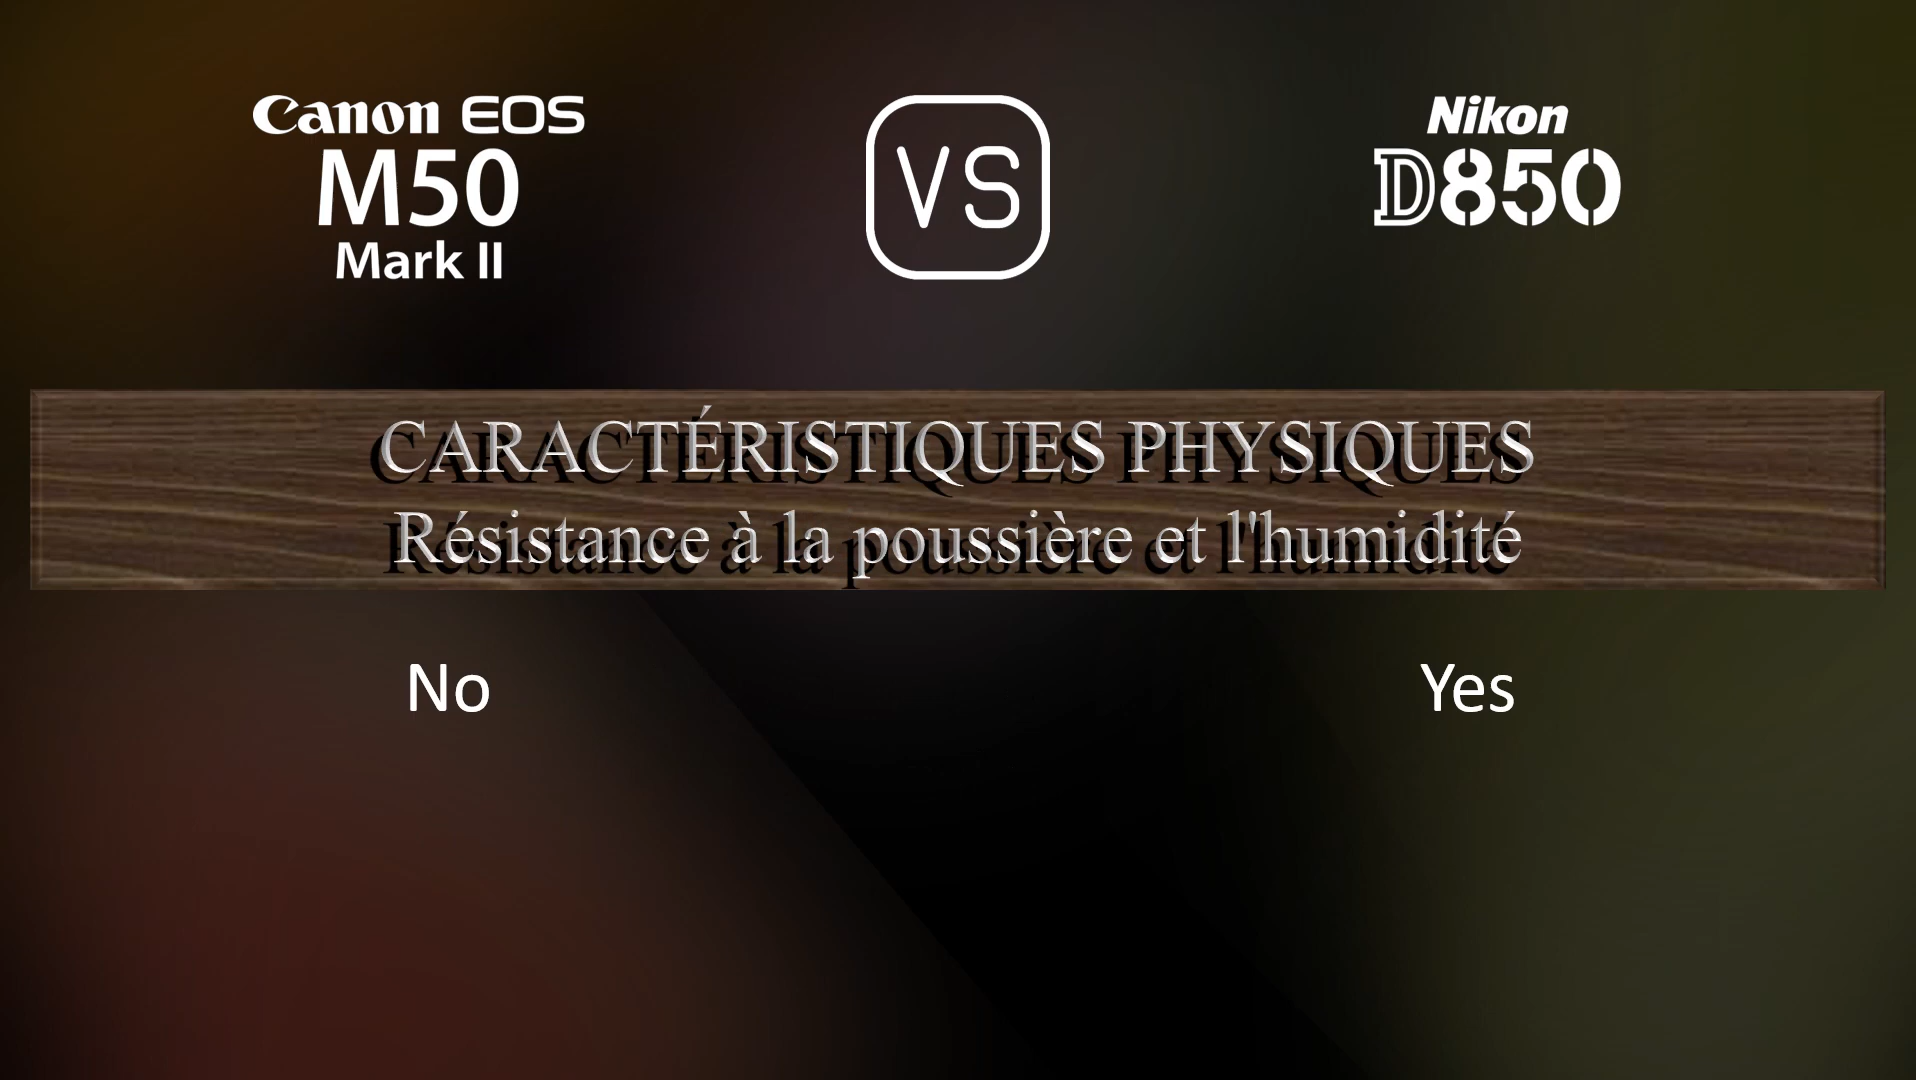 Canon EOS
M50
Mark II
VS
Nikon
D850
CARACTÉRISTIQUES PHYSIQUES
Résistance à la poussière et l'humidité
No
Yes